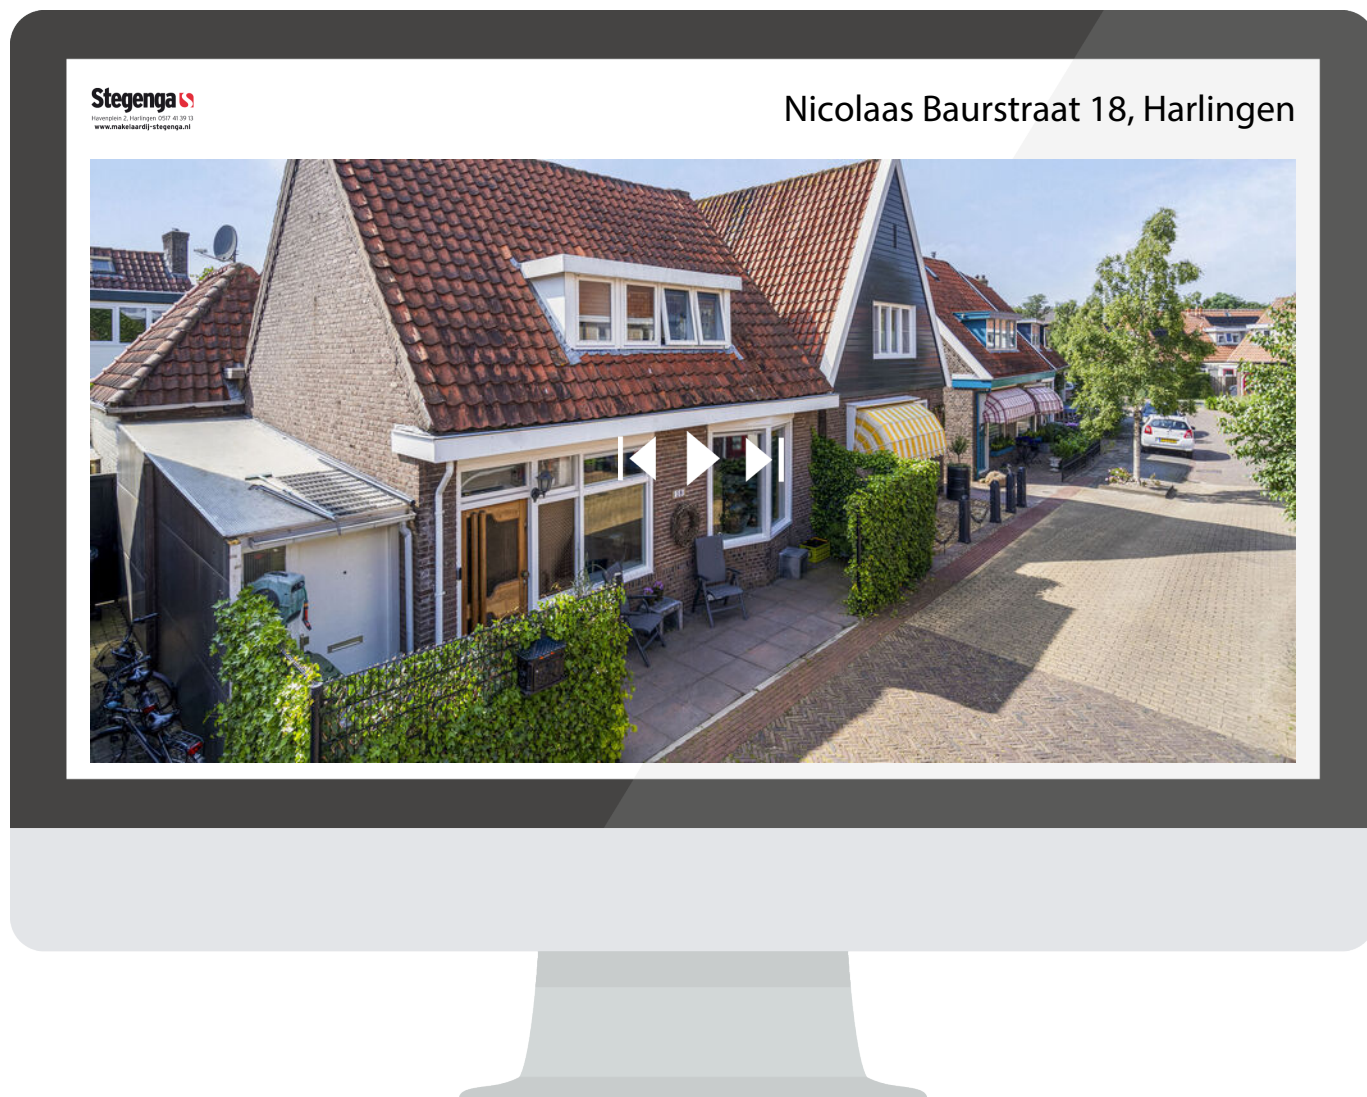 Stegenga
Havenplein 2, Harlingen 0517 41 39 13
www.makelaardij-stegenga.nl
Nicolaas Baurstraat 18, Harlingen